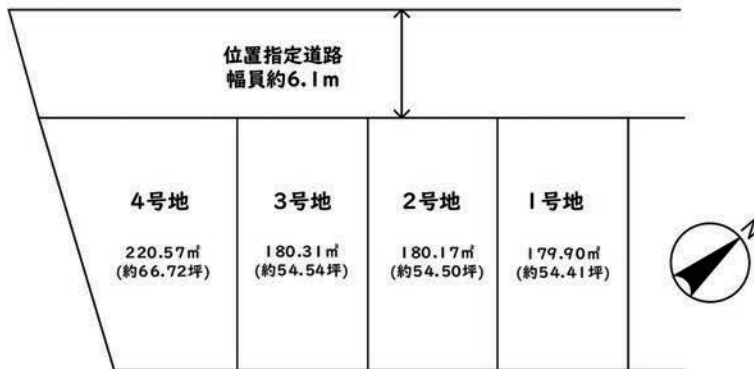 位置指定道路
幅員約6.1m
4号地
220.57㎡
(約66.72坪)
3号地
180.31㎡
(約54.54坪)
2号地
180.17㎡
(約54.50坪)
1号地
179.90㎡
(約54.41坪)
N